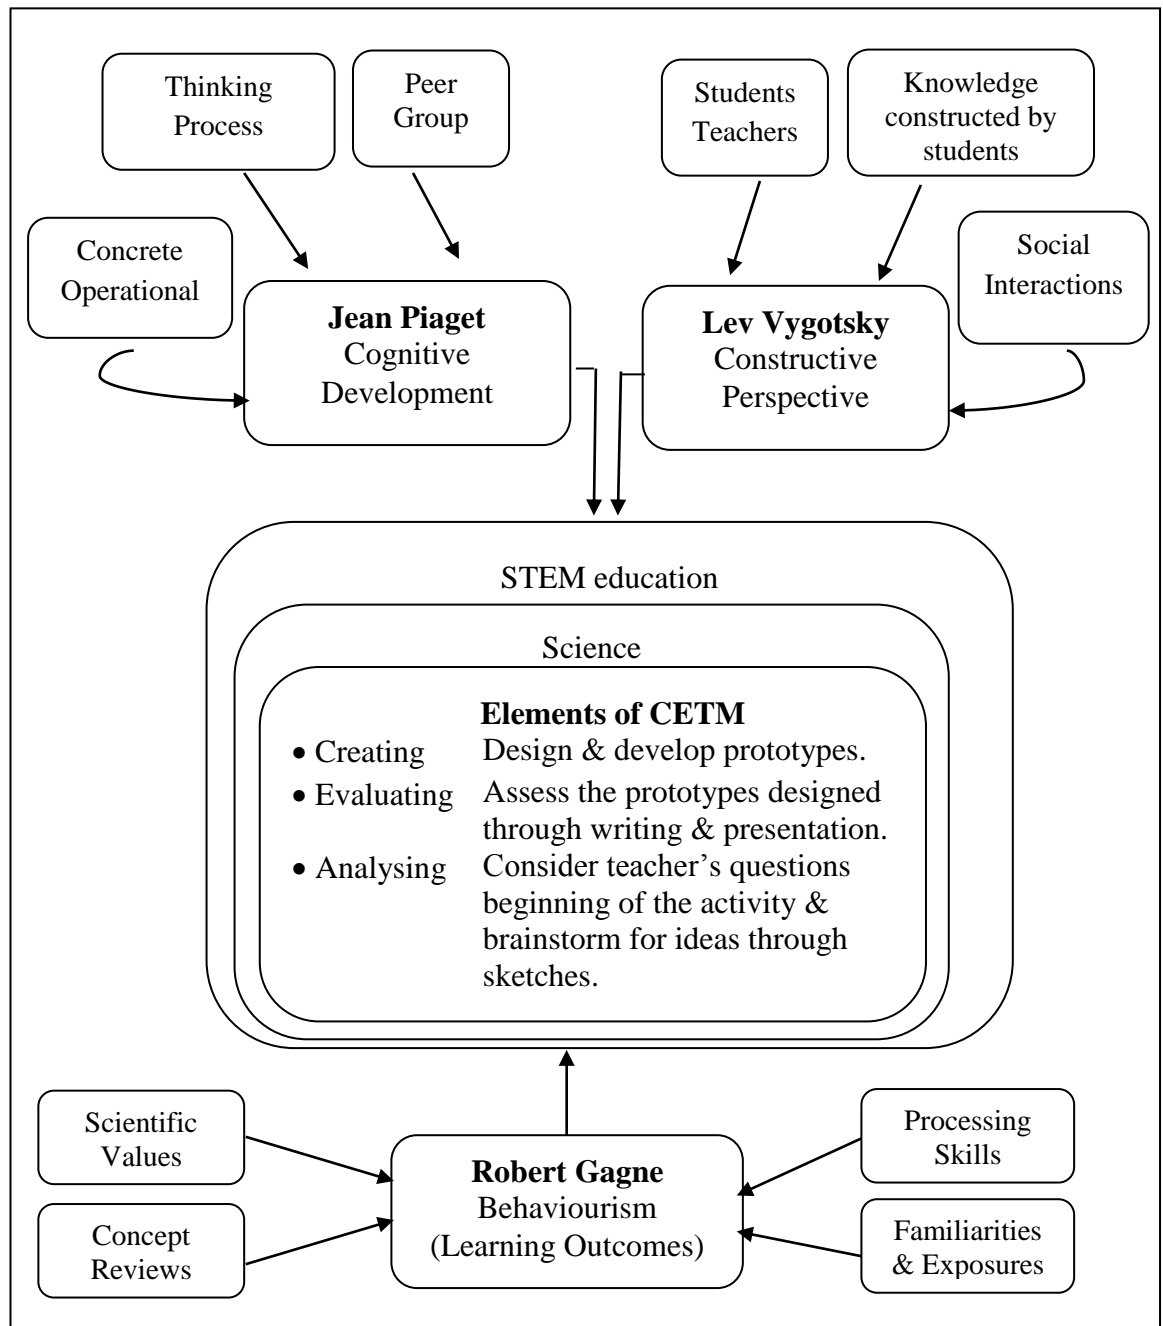 Thinking
Process
Peer
Group
Students
Teachers
Knowledge
constructed by
students
Concrete
Operational
Social
Interactions
Jean Piaget
Cognitive
Development
Lev Vygotsky
Constructive
Perspective
STEM education
Science
Elements of CETM
• Creating Design & develop prototypes.
• Evaluating Assess the prototypes designed
through writing & presentation.
• Analysing Consider teacher’s questions
beginning of the activity &
brainstorm for ideas through
sketches.
Scientific
Values
Processing
Skills
Robert Gagne
Behaviourism
(Learning Outcomes)
Concept
Reviews
Familiarities
& Exposures